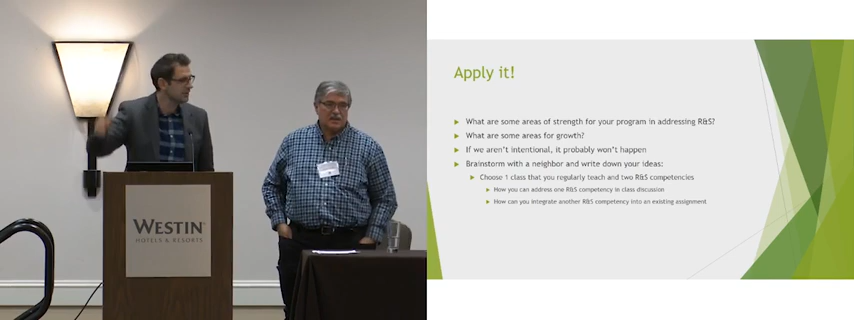 WESTIN
HOTELS & RESORTS
Apply it!
What are some areas of strength for your program in addressing R&S?
What are some areas for growth?
If we aren't intentional, it probably won't happen
Brainstorm with a neighbor and write down your ideas:
Choose 1 class that you regularly teach and two R&S competencies
How you can address one R&S competency in class discussion
How can you integrate another R&S competency into an existing assignment